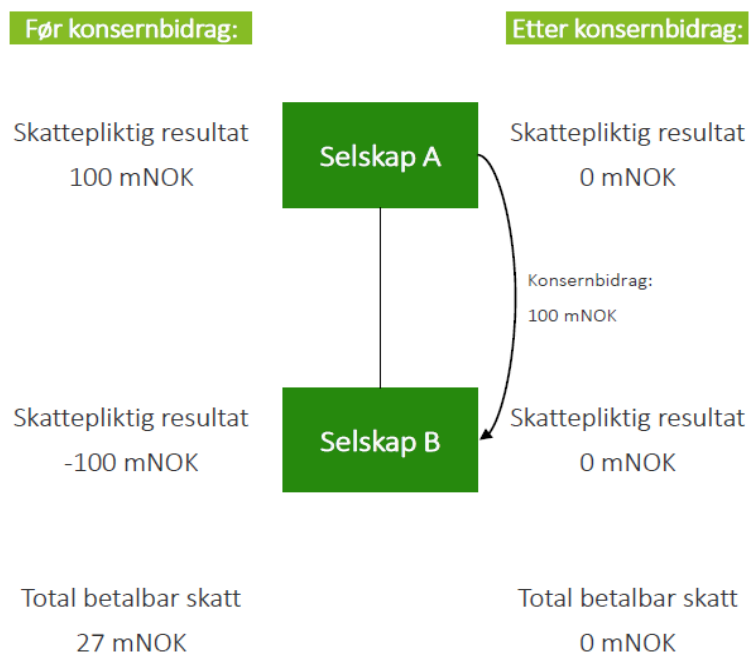 Før konsernbidrag:
Etter konsernbidrag:
Skattepliktig resultat
100 mNOK
Selskap A
Skattepliktig resultat
0 mNOK
Konsernbidrag:
100 mNOK
Skattepliktig resultat
-100 mNOK
Selskap B
Skattepliktig resultat
0 mNOK
Total betalbar skatt
27 mNOK
Total betalbar skatt
0 mNOK